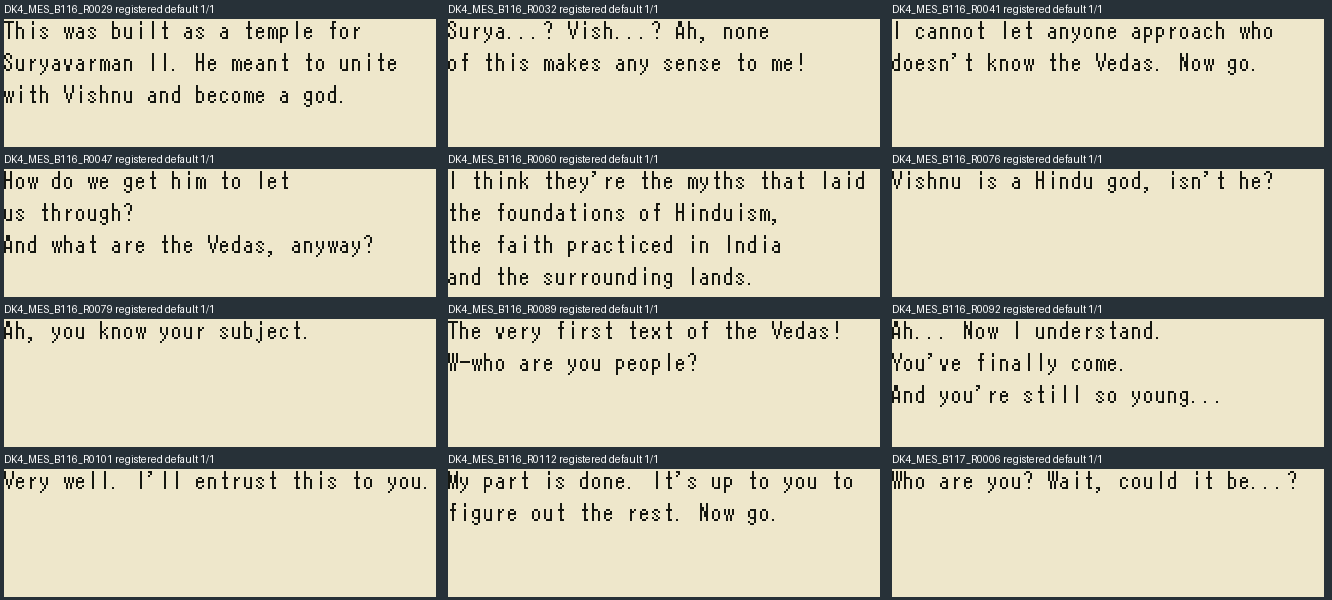 DK4_MES_B116_R0029 registered default 1/1
This was built as a temple for
Suryavarman II. He meant to unite
with Vishnu and become a god.
DK4_MES_B116_R0032 registered default 1/1
Surya...? Vish...? Ah, none
of this makes any sense to me!
DK4_MES_B116_R0041 registered default 1/1
I cannot let anyone approach who
doesn't know the Vedas. Now go.
DK4_MES_B116_R0047 registered default 1/1
How do we get him to let
us through?
And what are the Vedas, anyway?
DK4_MES_B116_R0060 registered default 1/1
I think they're the myths that laid
the foundations of Hinduism,
the faith practiced in India
and the surrounding lands.
DK4_MES_B116_R0076 registered default 1/1
Vishnu is a Hindu god, isn't he?
DK4_MES_B116_R0079 registered default 1/1
Ah, you know your subject.
DK4_MES_B116_R0089 registered default 1/1
The very first text of the Vedas!
W-who are you people?
DK4_MES_B116_R0092 registered default 1/1
Ah... Now I understand.
You've finally come.
And you're still so young...
DK4_MES_B116_R0101 registered default 1/1
Very well. I'll entrust this to you.
DK4_MES_B116_R0112 registered default 1/1
My part is done. It's up to you to
figure out the rest. Now go.
DK4_MES_B117_R0006 registered default 1/1
Who are you? Wait, could it be...?